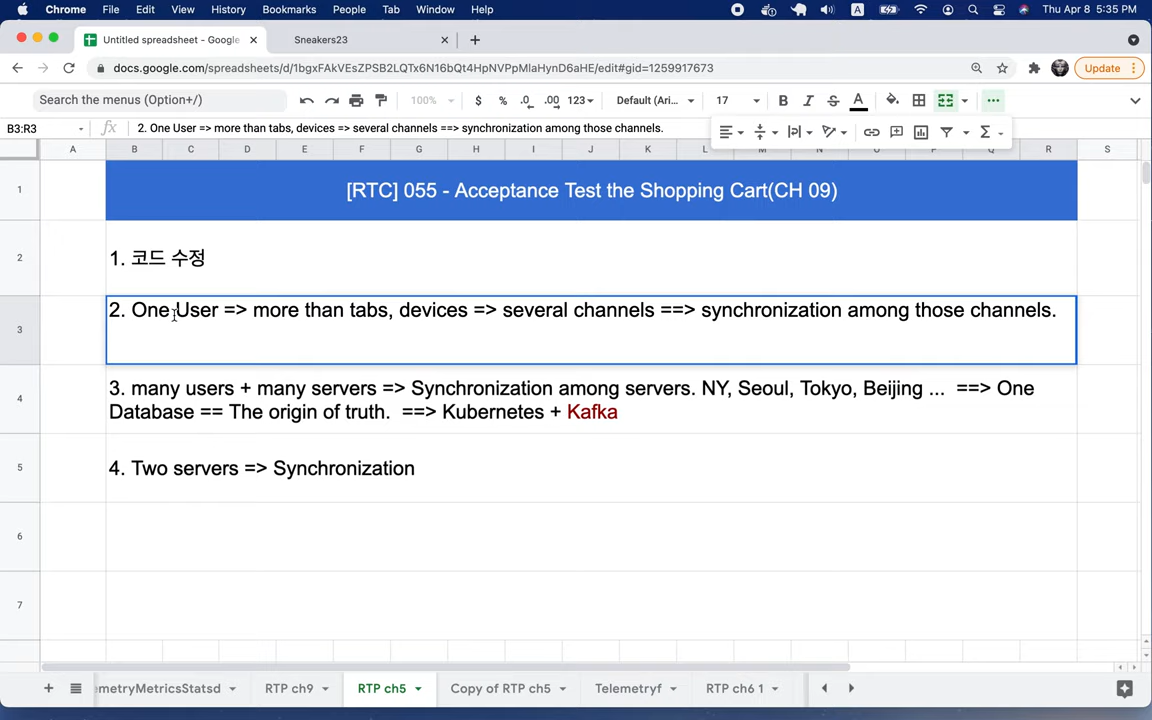 Chrome File Edit View History Bookmarks People Tab Window Help A Thu Apr 8 5:35 PM
Untitled spreadsheet - Google Sneakers23
docs.google.com/spreadsheets/d/1bgxFAkVEsZPSB2LQTx6N16bQt4HpNVPpMlaHynD6aHE/edit#gid=1259917673 Update
Search the menus (Option+/) 100% $ % .0 .00 123 Default (Ari... 17 B I S A
B3:R3 fx 2. One User => more than tabs, devices => several channels ==> synchronization among those channels.
A B C D E F G H I J K L M N O P Q R S
1 [RTC] 055 - Acceptance Test the Shopping Cart(CH 09)
2 1. 코드 수정
3 2. One User => more than tabs, devices => several channels ==> synchronization among those channels.
4 3. many users + many servers => Synchronization among servers. NY, Seoul, Tokyo, Beijing ... ==> One
Database == The origin of truth. ==> Kubernetes + Kafka
5 4. Two servers => Synchronization
6
7
emetryMetricsStatsd RTP ch9 RTP ch5 Copy of RTP ch5 Telemetryf RTP ch6 1